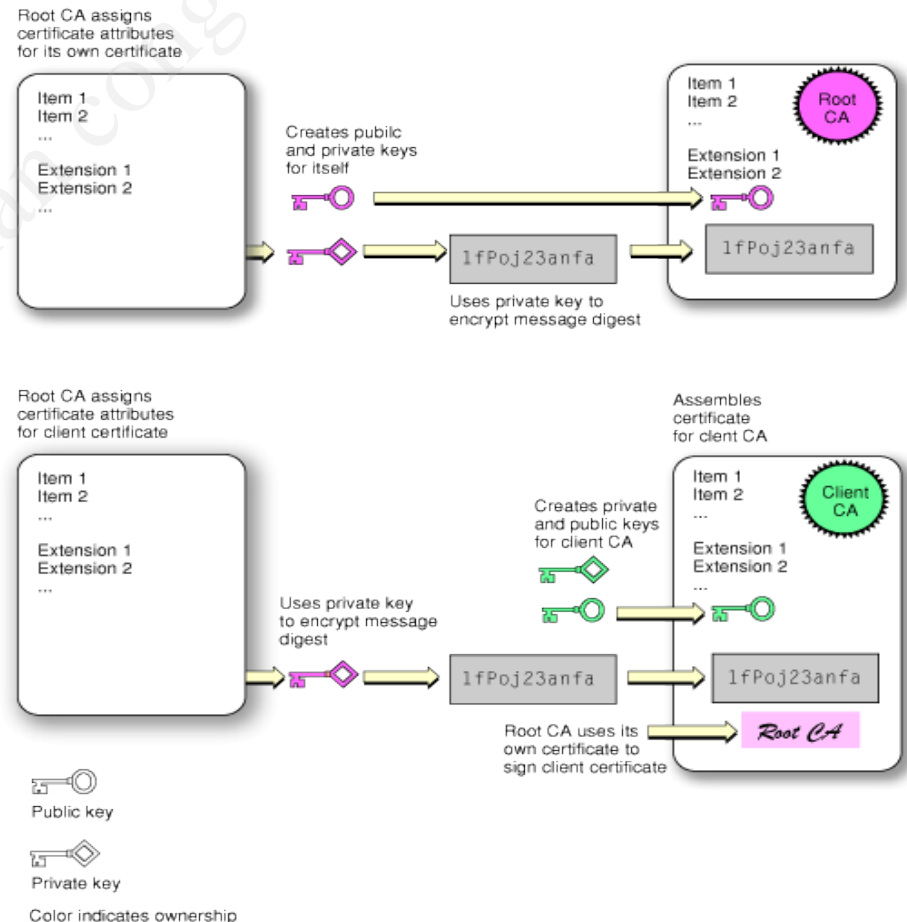 Root CA assigns
certificate attributes
for its own certificate
Item 1
Item 2
...
Extension 1
Extension 2
...
Creates pubilc
and private keys
for itself
1fPoj23anfa
Uses private key to
encrypt message digest
Item 1
Item 2
...
Extension 1
Extension 2
Root
CA
1fPoj23anfa
Root CA assigns
certificate attributes
for client certificate
Item 1
Item 2
...
Extension 1
Extension 2
...
Uses private key
to encrypt message
digest
1fPoj23anfa
Creates private
and public keys
for client CA
Root CA uses its
own certificate to
sign client certificate
Assembles
certificate
for clent CA
Item 1
Item 2
...
Extension 1
Extension 2
...
Client
CA
1fPoj23anfa
Root CA
Public key
Private key
Color indicates ownership